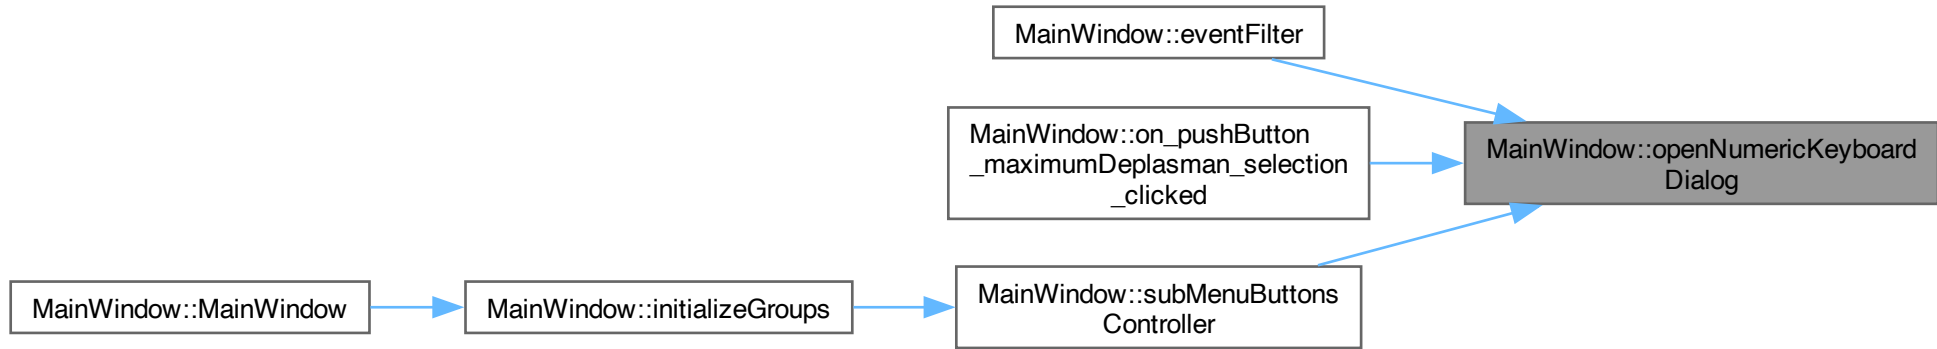 MainWindow::eventFilter
MainWindow::on_pushButton
_maximumDeplasman_selection
_clicked
MainWindow::openNumericKeyboard
Dialog
MainWindow::MainWindow
MainWindow::initializeGroups
MainWindow::subMenuButtons
Controller